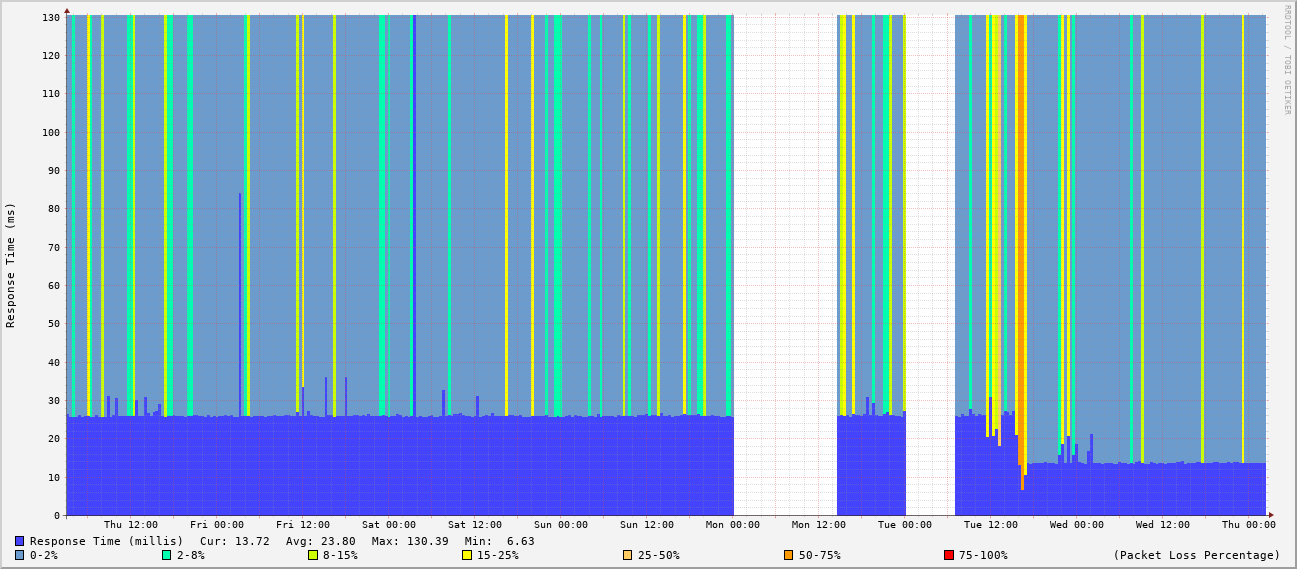 RRDTOOL / TOBI OETIKER
Response Time (ms)
130
120
110
100
90
80
70
60
50
40
30
20
10
0
Thu 12:00 Fri 00:00 Fri 12:00 Sat 00:00 Sat 12:00 Sun 00:00 Sun 12:00 Mon 00:00 Mon 12:00 Tue 00:00 Tue 12:00 Wed 00:00 Wed 12:00 Thu 00:00
Response Time (millis) Cur: 13.72 Avg: 23.80 Max: 130.39 Min: 6.63
0-2% 2-8% 8-15% 15-25% 25-50% 50-75% 75-100% (Packet Loss Percentage)